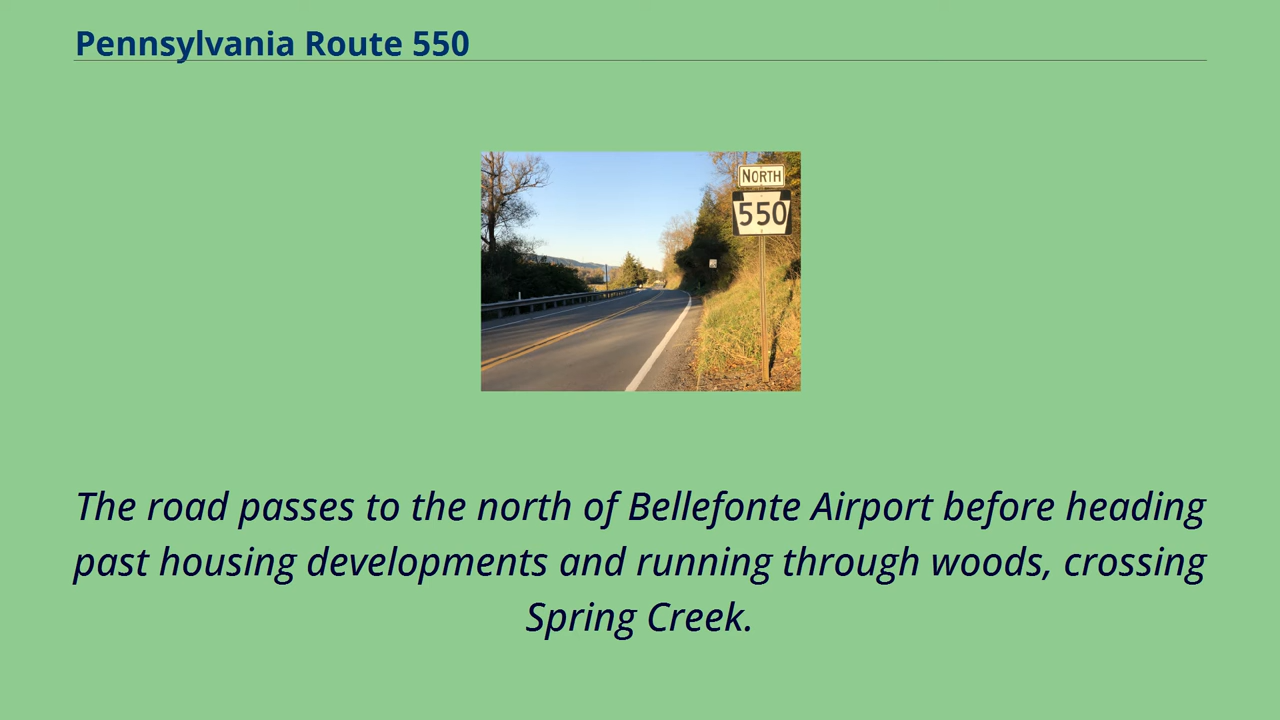 Pennsylvania Route 550
NORTH
550
The road passes to the north of Bellefonte Airport before heading
past housing developments and running through woods, crossing
Spring Creek.